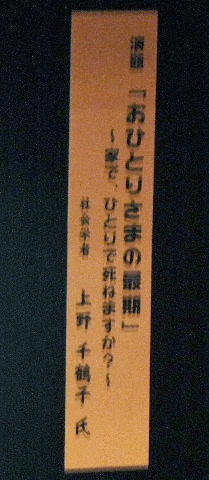 演題 「おひとりさまの最期」
〜家で、ひとりで死ねますか?〜
社会学者 上野 千鶴子 氏